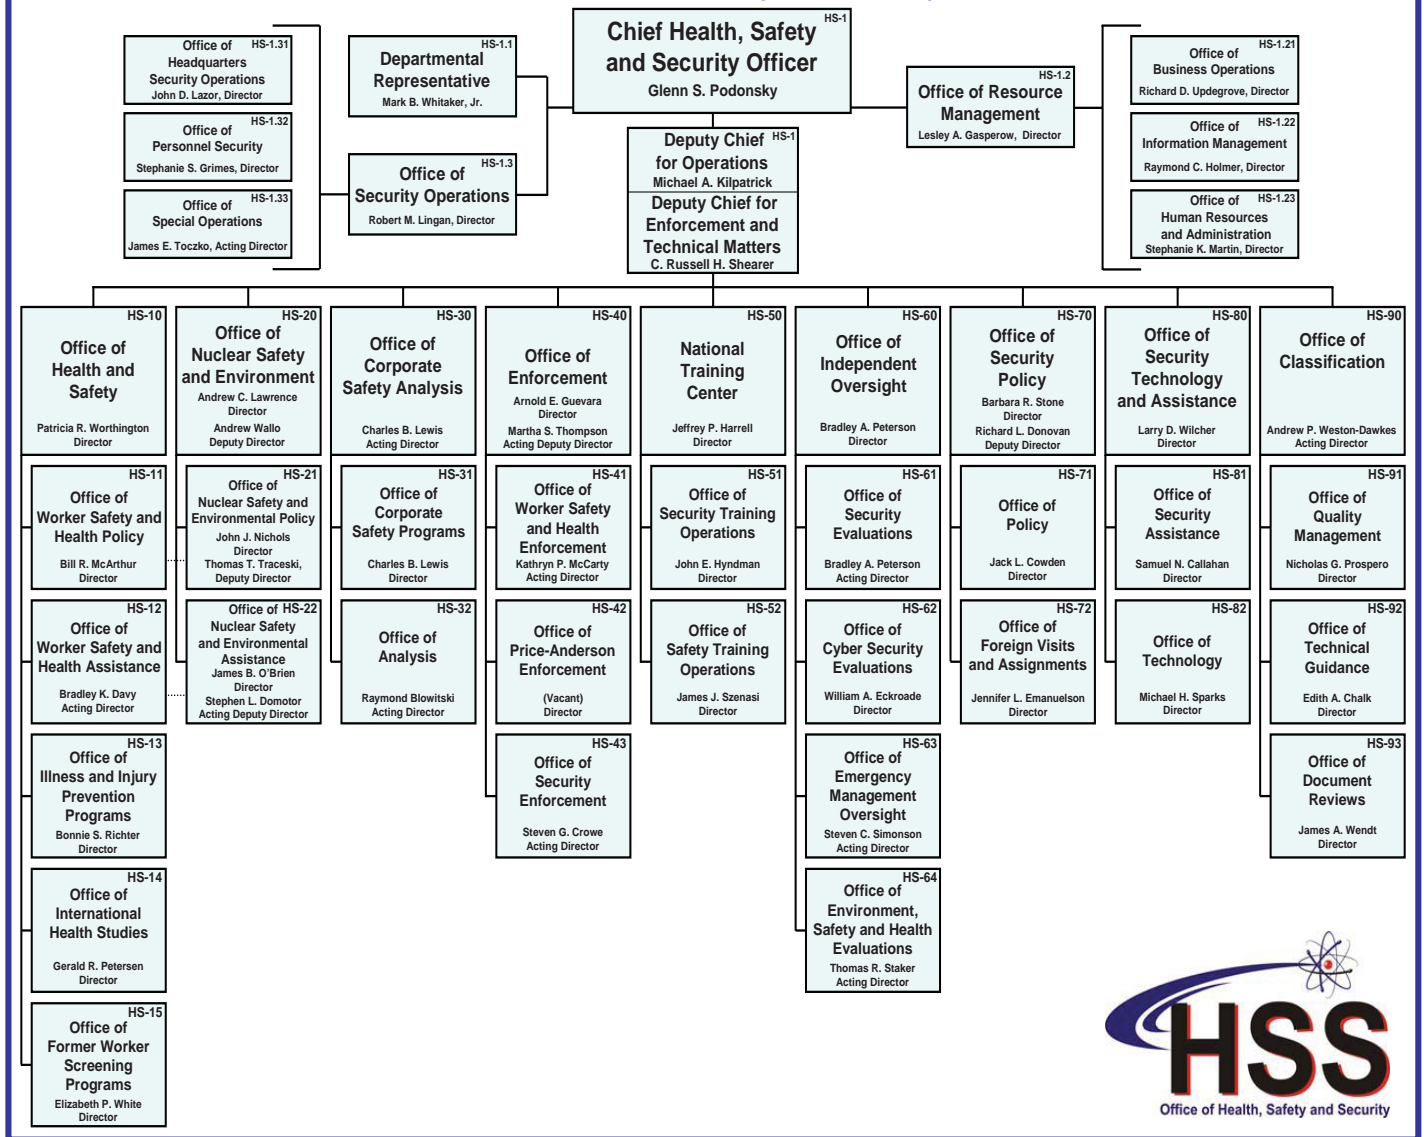 HS-1
Chief Health, Safety
and Security Officer
Glenn S. Podonsky
HS-1.31
Office of
Headquarters
Security Operations
John D. Lazor, Director
HS-1.32
Office of
Personnel Security
Stephanie S. Grimes, Director
HS-1.33
Office of
Special Operations
James E. Toczko, Acting Director
HS-1.1
Departmental
Representative
Mark B. Whitaker, Jr.
HS-1.3
Office of
Security Operations
Robert M. Lingan, Director
Deputy Chief HS-1
for Operations
Michael A. Kilpatrick
Deputy Chief for
Enforcement and
Technical Matters
C. Russell H. Shearer
HS-1.2
Office of Resource
Management
Lesley A. Gasperow, Director
HS-1.21
Office of
Business Operations
Richard D. Updegrove, Director
HS-1.22
Office of
Information Management
Raymond C. Holmer, Director
HS-1.23
Office of
Human Resources
and Administration
Stephanie K. Martin, Director
HS-10
Office of
Health and
Safety
Patricia R. Worthington
Director
HS-11
Office of
Worker Safety and
Health Policy
Bill R. McArthur
Director
HS-12
Office of
Worker Safety and
Health Assistance
Bradley K. Davy
Acting Director
HS-13
Office of
Illness and Injury
Prevention
Programs
Bonnie S. Richter
Director
HS-14
Office of
International
Health Studies
Gerald R. Petersen
Director
HS-15
Office of
Former Worker
Screening
Programs
Elizabeth P. White
Director
HS-20
Office of
Nuclear Safety
and Environment
Andrew C. Lawrence
Director
Andrew Wallo
Deputy Director
HS-21
Office of
Nuclear Safety and
Environmental Policy
John J. Nichols
Director
Thomas T. Traceski,
Deputy Director
Office of HS-22
Nuclear Safety
and Environmental
Assistance
James B. O'Brien
Director
Stephen L. Domotor
Acting Deputy Director
HS-30
Office of
Corporate
Safety Analysis
Charles B. Lewis
Acting Director
HS-31
Office of
Corporate
Safety Programs
Charles B. Lewis
Director
HS-32
Office of
Analysis
Raymond Blowitski
Acting Director
HS-40
Office of
Enforcement
Arnold E. Guevara
Director
Martha S. Thompson
Acting Deputy Director
HS-41
Office of
Worker Safety
and Health
Enforcement
Kathryn P. McCarty
Acting Director
HS-42
Office of
Price-Anderson
Enforcement
(Vacant)
Director
HS-43
Office of
Security
Enforcement
Steven G. Crowe
Acting Director
HS-50
National
Training
Center
Jeffrey P. Harrell
Director
HS-51
Office of
Security Training
Operations
John E. Hyndman
Director
HS-52
Office of
Safety Training
Operations
James J. Szenasi
Director
HS-60
Office of
Independent
Oversight
Bradley A. Peterson
Director
HS-61
Office of
Security
Evaluations
Bradley A. Peterson
Acting Director
HS-62
Office of
Cyber Security
Evaluations
William A. Eckroade
Director
HS-63
Office of
Emergency
Management
Oversight
Steven C. Simonson
Acting Director
HS-64
Office of
Environment,
Safety and Health
Evaluations
Thomas R. Staker
Acting Director
HS-70
Office of
Security
Policy
Barbara R. Stone
Director
Richard L. Donovan
Deputy Director
HS-71
Office of
Policy
Jack L. Cowden
Director
HS-72
Office of
Foreign Visits
and Assignments
Jennifer L. Emanuelson
Director
HS-80
Office of
Security
Technology
and Assistance
Larry D. Wilcher
Director
HS-81
Office of
Security
Assistance
Samuel N. Callahan
Director
HS-82
Office of
Technology
Michael H. Sparks
Director
HS-90
Office of
Classification
Andrew P. Weston-Dawkes
Acting Director
HS-91
Office of
Quality
Management
Nicholas G. Prospero
Director
HS-92
Office of
Technical
Guidance
Edith A. Chalk
Director
HS-93
Office of
Document
Reviews
James A. Wendt
Director
HSS
Office of Health, Safety and Security